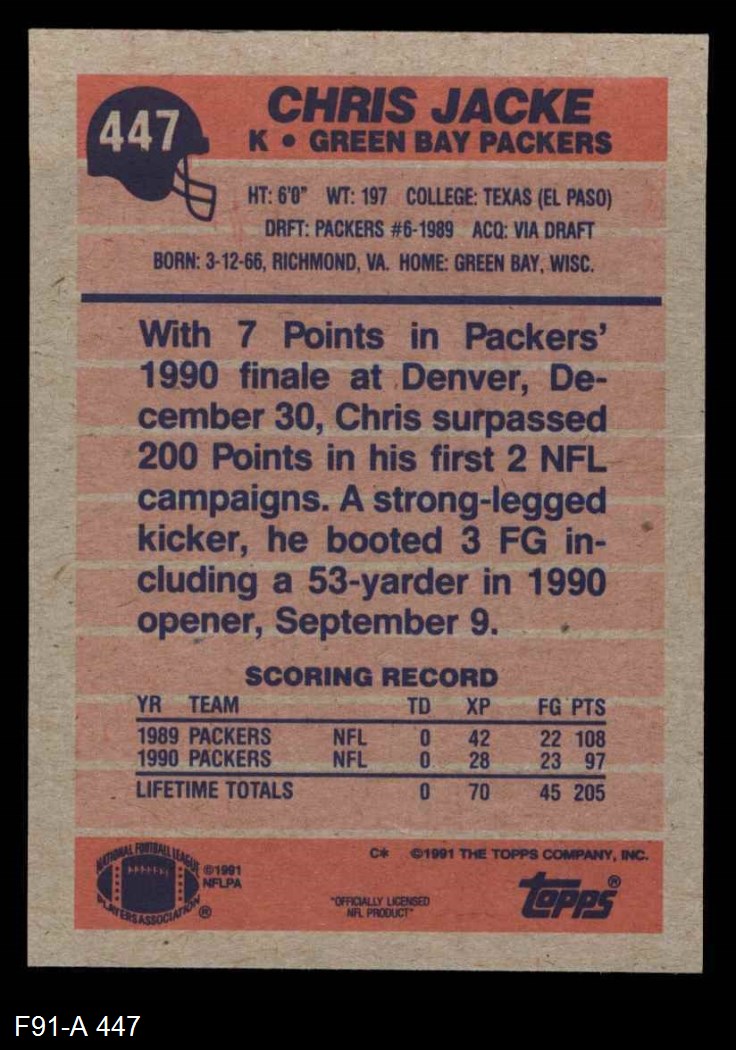 447
CHRIS JACKE
K • GREEN BAY PACKERS
HT: 6'0" WT: 197 COLLEGE: TEXAS (EL PASO)
DRFT: PACKERS #6-1989 ACQ: VIA DRAFT
BORN: 3-12-66, RICHMOND, VA. HOME: GREEN BAY, WISC.
With 7 Points in Packers'
1990 finale at Denver, De-
cember 30, Chris surpassed
200 Points in his first 2 NFL
campaigns. A strong-legged
kicker, he booted 3 FG in-
cluding a 53-yarder in 1990
opener, September 9.
SCORING RECORD
YR TEAM TD XP FG PTS
1989 PACKERS NFL 0 42 22 108
1990 PACKERS NFL 0 28 23 97
LIFETIME TOTALS 0 70 45 205
NATIONAL FOOTBALL LEAGUE
PLAYERS ASSOCIATION ®
©1991
NFLPA
C* ©1991 THE TOPPS COMPANY, INC.
"OFFICIALLY LICENSED
NFL PRODUCT"
topps®
F91-A 447